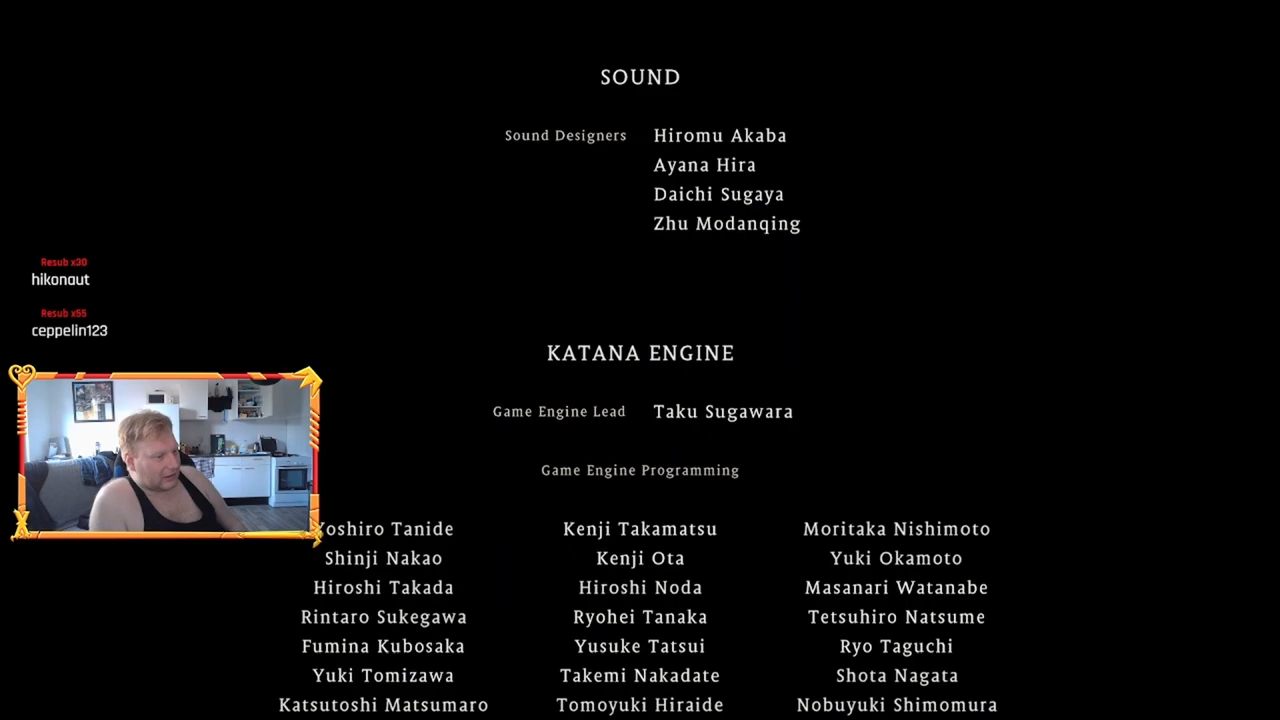 SOUND
Sound Designers Hiromu Akaba
Ayana Hira
Daichi Sugaya
Zhu Modanqing
Resub x30
hikonaut
Resub x55
ceppelin123
KATANA ENGINE
Game Engine Lead Taku Sugawara
Game Engine Programming
Yoshiro Tanide Kenji Takamatsu Moritaka Nishimoto
Shinji Nakao Kenji Ota Yuki Okamoto
Hiroshi Takada Hiroshi Noda Masanari Watanabe
Rintaro Sukegawa Ryohei Tanaka Tetsuhiro Natsume
Fumina Kubosaka Yusuke Tatsui Ryo Taguchi
Yuki Tomizawa Takemi Nakadate Shota Nagata
Katsutoshi Matsumaro Tomoyuki Hiraide Nobuyuki Shimomura